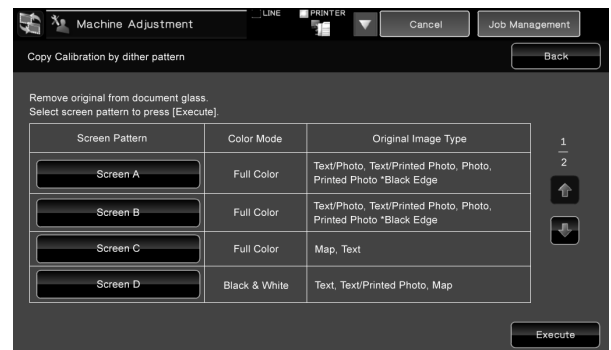 Machine Adjustment
LINE
PRINTER
Cancel
Job Management
Copy Calibration by dither pattern
Back
Remove original from document glass.
Select screen pattern to press [Execute].
Screen Pattern
Color Mode
Original Image Type
Screen A
Full Color
Text/Photo, Text/Printed Photo, Photo,
Printed Photo *Black Edge
Screen B
Full Color
Text/Photo, Text/Printed Photo, Photo,
Printed Photo *Black Edge
Screen C
Full Color
Map, Text
Screen D
Black & White
Text, Text/Printed Photo, Map
1
2
Execute